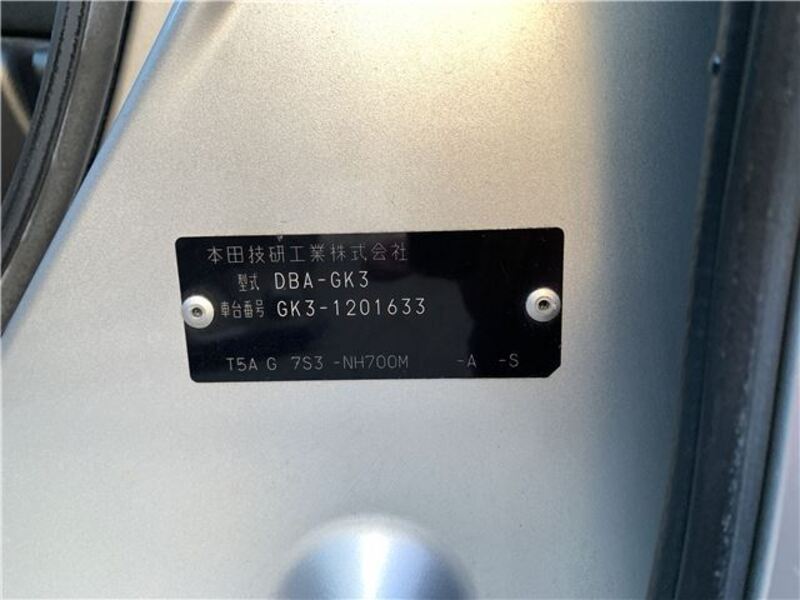 本田技研工業株式会社
型式 DBA-GK3
車台番号 GK3-1201633
T5A G 7S3 -NH700M -A -S